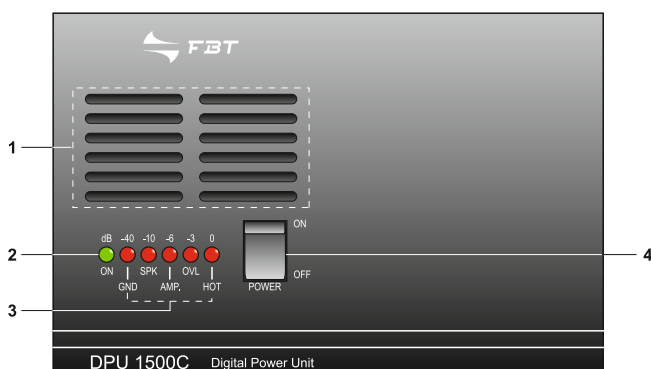 FBT
1
dB -40 -10 -6 -3 0
2
ON SPK OVL
GND AMP. HOT
3
ON
OFF
POWER
4
DPU 1500C Digital Power Unit